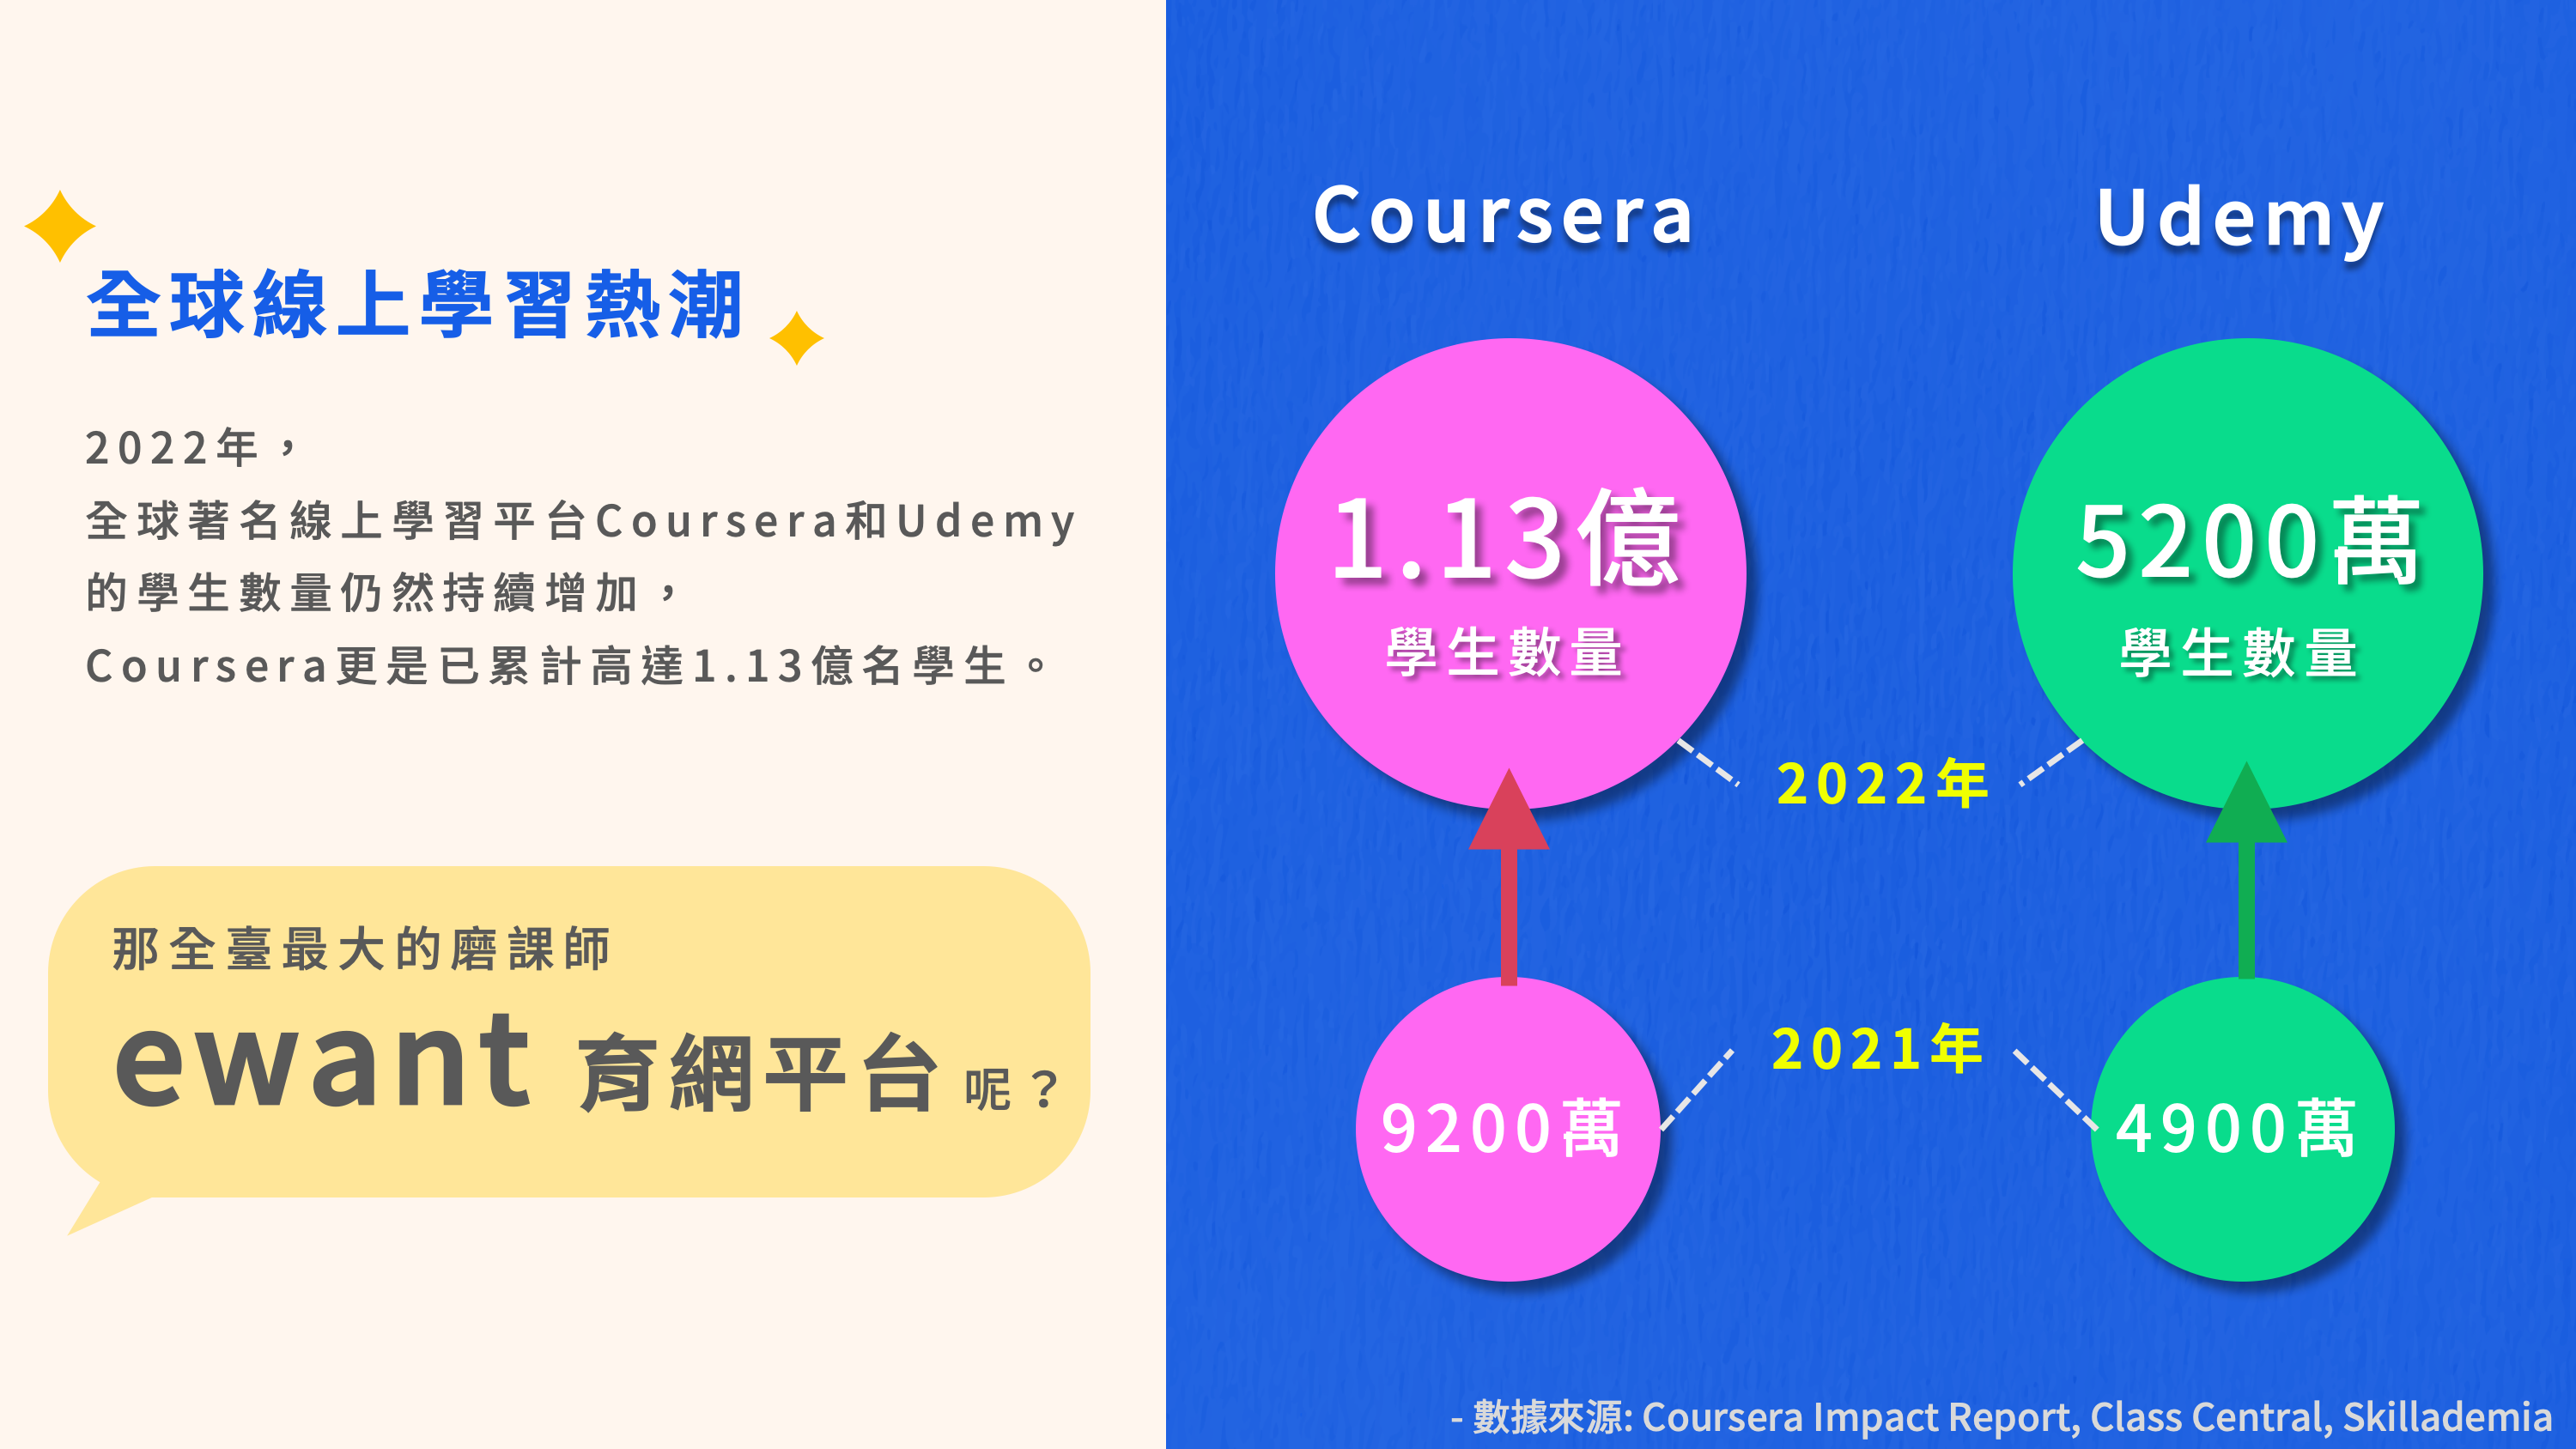 全球線上學習熱潮
2022年，
全球著名線上學習平台Coursera和Udemy
的學生數量仍然持續增加，
Coursera更是已累計高達1.13億名學生。
那全臺最大的磨課師
ewant 育網平台 呢？
Coursera
Udemy
1.13億
學生數量
5200萬
學生數量
2022年
2021年
9200萬
4900萬
- 數據來源: Coursera Impact Report, Class Central, Skillademia